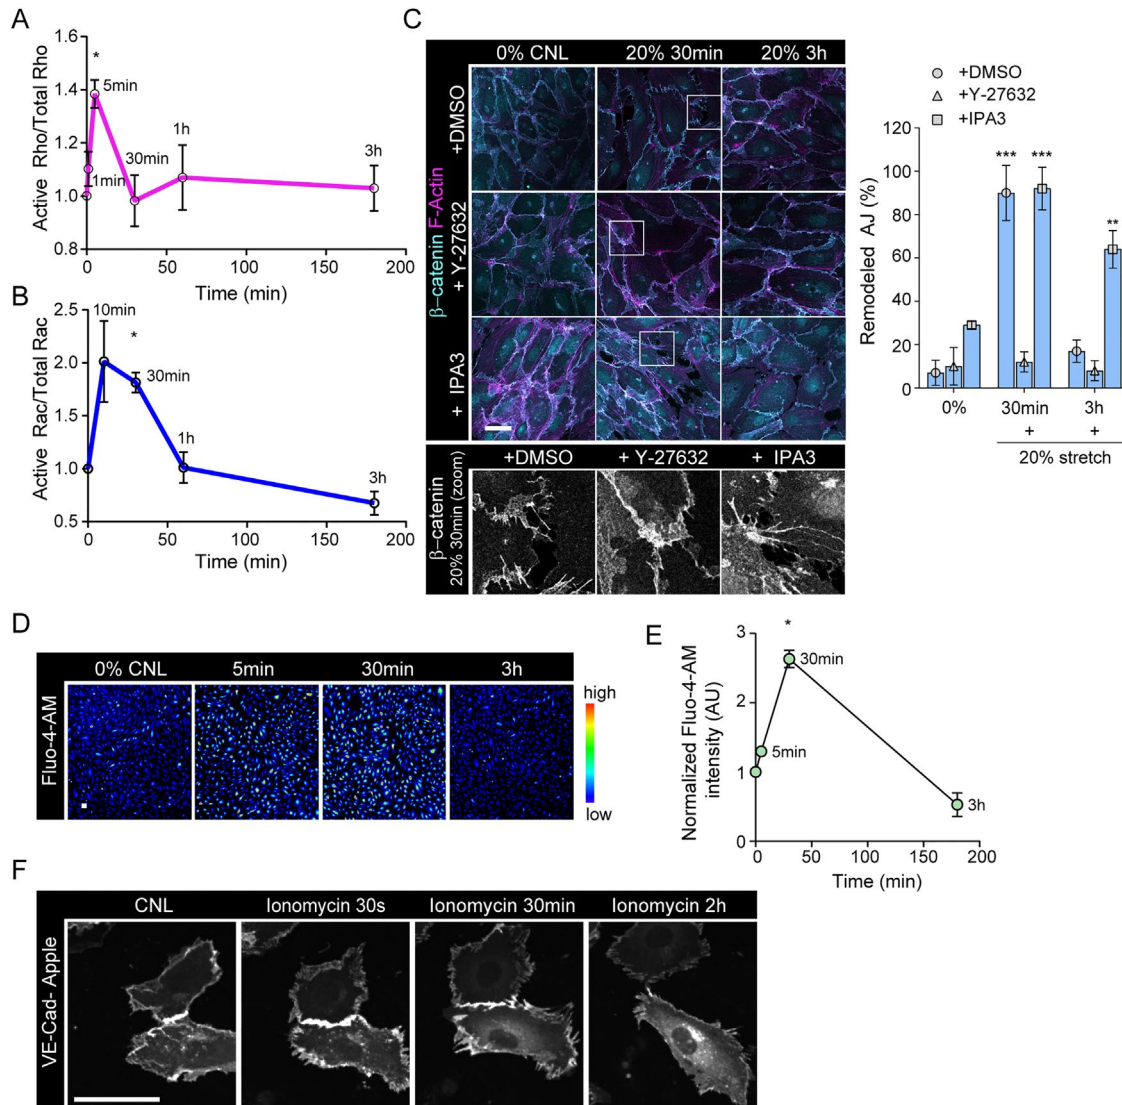 A
1.6
1.4
1.2
1.0
0.8
Active Rho/Total Rho
*
5min
1min
30min
1h
3h
0
50
100
150
200
Time (min)
B
2.5
2.0
1.5
1.0
0.5
Active Rac/Total Rac
10min
*
30min
1h
3h
0
50
100
150
200
Time (min)
C
0% CNL
20% 30min
20% 3h
β–catenin F-Actin
+DMSO
+ Y-27632
+ IPA3
+DMSO
+ Y-27632
+ IPA3
β–catenin
20% 30min (zoom)
+DMSO
+Y-27632
+IPA3
120
100
80
60
40
20
0
Remodeled AJ (%)
***
***
**
0%
30min
3h
+
+
20% stretch
D
0% CNL
5min
30min
3h
Fluo-4-AM
high
low
E
3
2
1
0
Normalized Fluo-4-AM
intensity (AU)
*
30min
5min
3h
0
50
100
150
200
Time (min)
F
CNL
Ionomycin 30s
Ionomycin 30min
Ionomycin 2h
VE-Cad- Apple